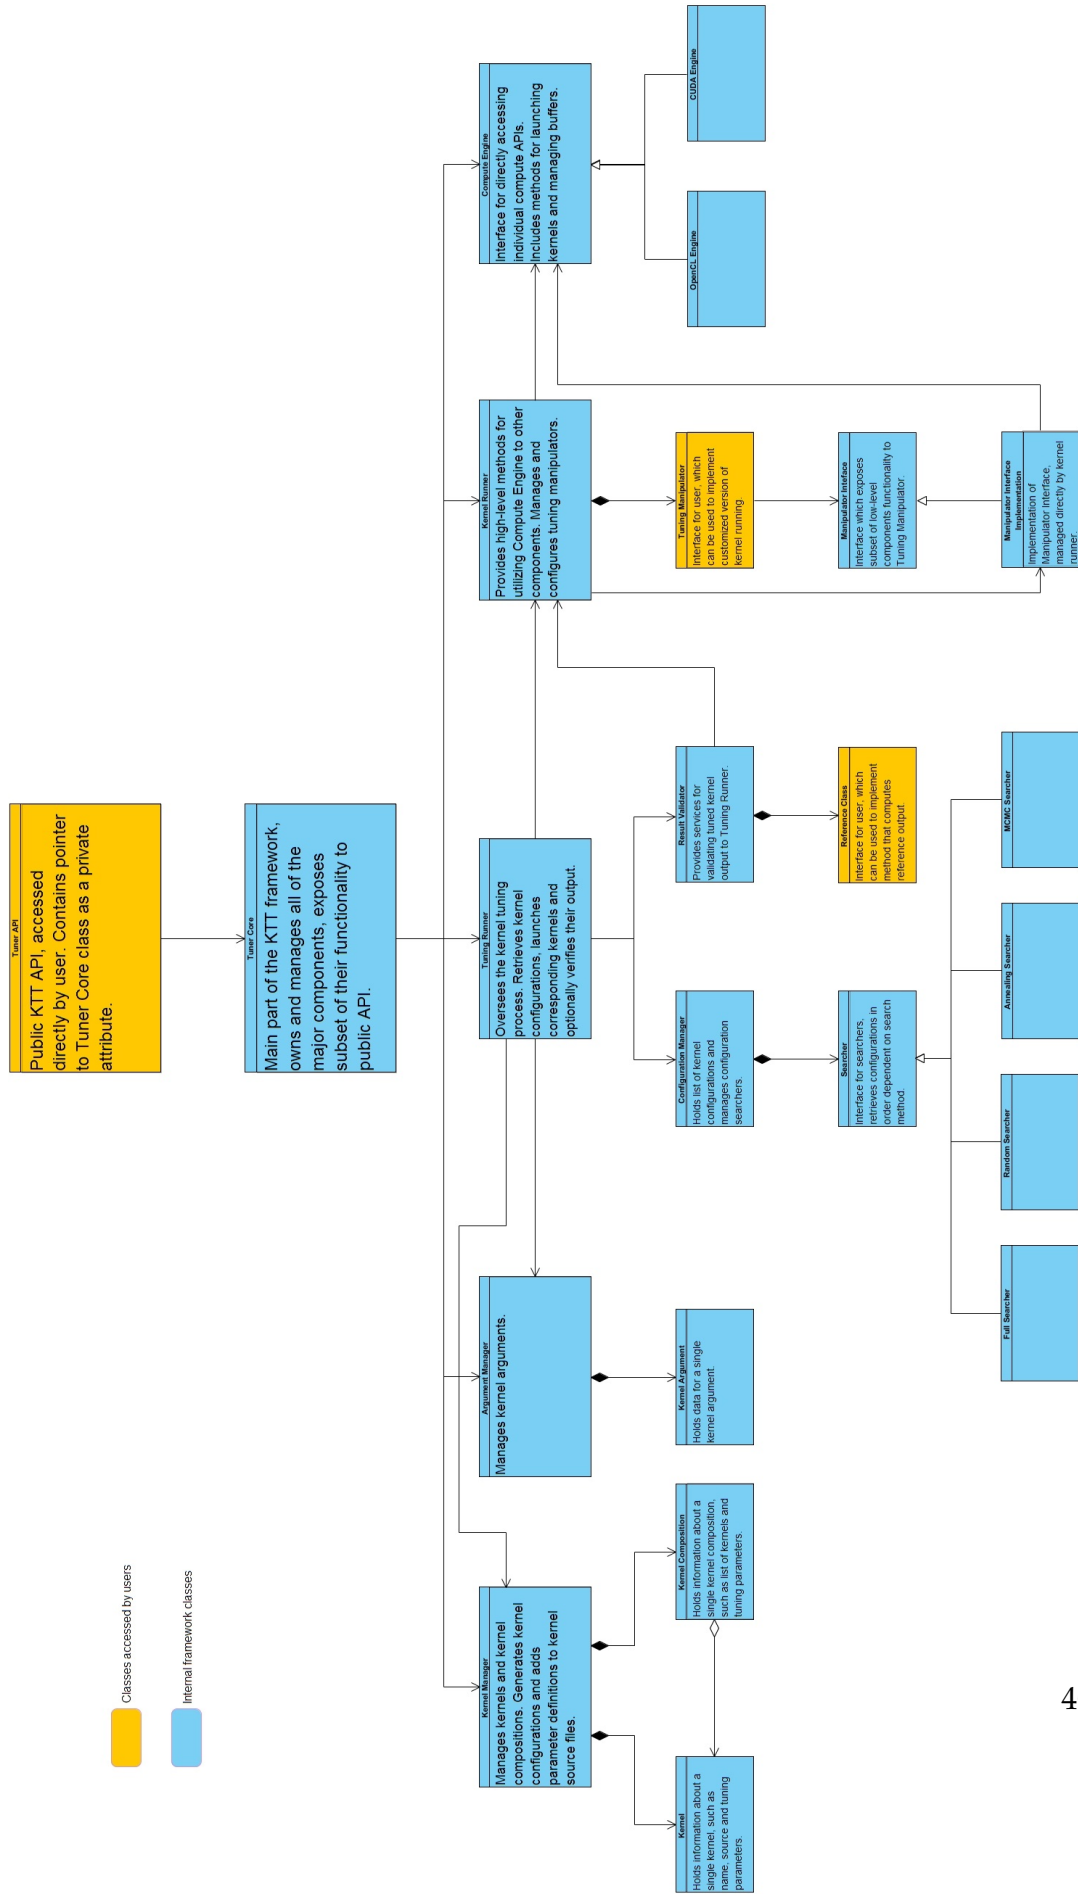 Classes accessed by users
Internal framework classes
Tuner API
Public KTT API, accessed
directly by user. Contains pointer
to Tuner Core class as a private
attribute.
Tuner Core
Main part of the KTT framework,
owns and manages all of the
major components, exposes
subset of their functionality to
public API.
Kernel Manager
Manages kernels and kernel
compositions. Generates kernel
configurations and adds
parameter definitions to kernel
source files.
Argument Manager
Manages kernel arguments.
Tuning Runner
Oversees the kernel tuning
process. Retrieves kernel
configurations, launches
corresponding kernels and
optionally verifies their output.
Kernel Runner
Provides high-level methods for
utilizing Compute Engine to other
components. Manages and
configures tuning manipulators.
Compute Engine
Interface for directly accessing
individual compute APIs.
Includes methods for launching
kernels and managing buffers.
Kernel
Holds information about a
single kernel, such as
name, source and tuning
parameters.
Kernel Composition
Holds information about a
single kernel composition,
such as list of kernels and
tuning parameters.
Kernel Argument
Holds data for a single
kernel argument.
Configuration Manager
Holds list of kernel
configurations and
manages configuration
searchers.
Result Validator
Provides services for
validating tuned kernel
output to Tuning Runner.
Tuning Manipulator
Interface for user, which
can be used to implement
customized version of
kernel running.
OpenCL Engine
CUDA Engine
Searcher
Interface for searchers,
retrieves configurations in
order dependent on search
method.
Reference Class
Interface for user, which
can be used to implement
method that computes
reference output.
Manipulator Inteface
Interface which exposes
subset of low-level
components functionality to
Tuning Manipulator.
Full Searcher
Random Searcher
Annealing Searcher
MCMC Searcher
Manipulator Interface
Implementation
Implementation of
Manipulator Interface,
managed directly by kernel
runner.
4